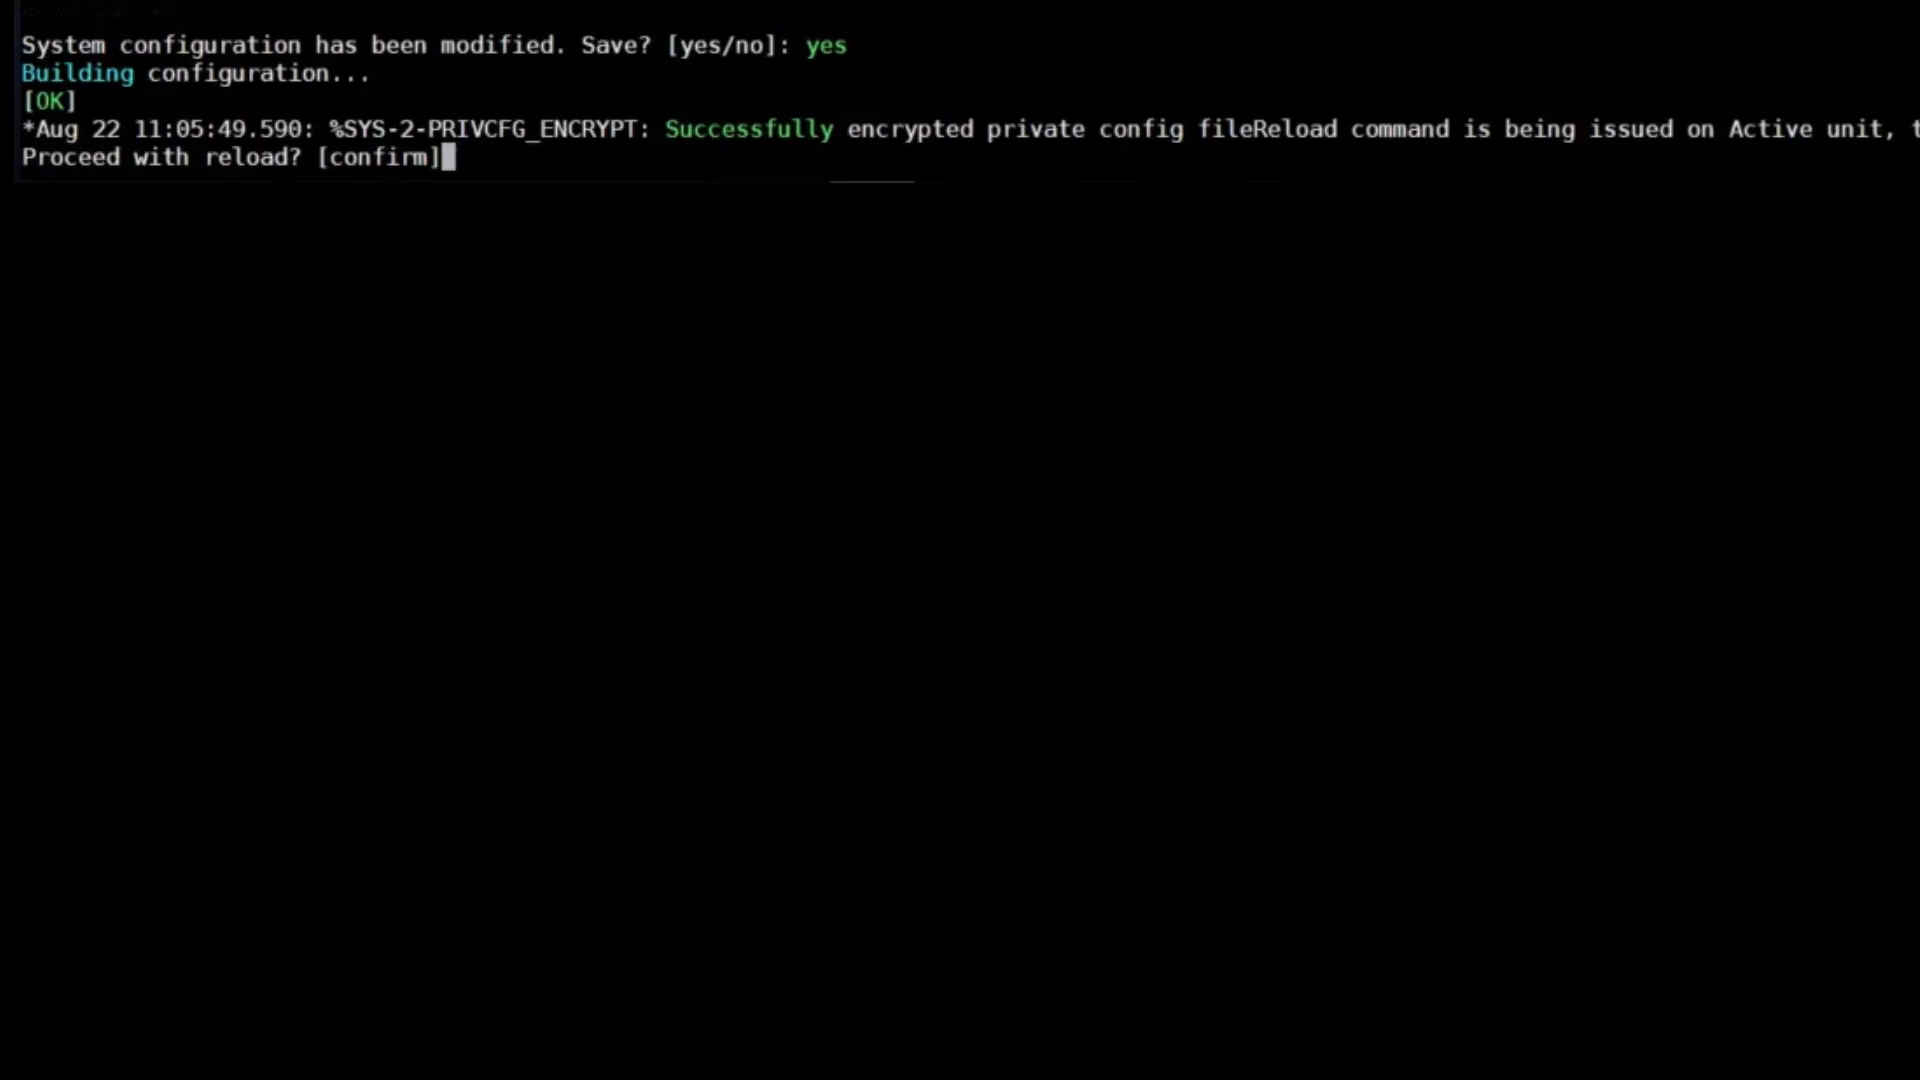 System configuration has been modified. Save? [yes/no]: yes
Building configuration...
[OK]
*Aug 22 11:05:49.590: %SYS-2-PRIVCFG_ENCRYPT: Successfully encrypted private config fileReload command is being issued on Active unit, t
Proceed with reload? [confirm]